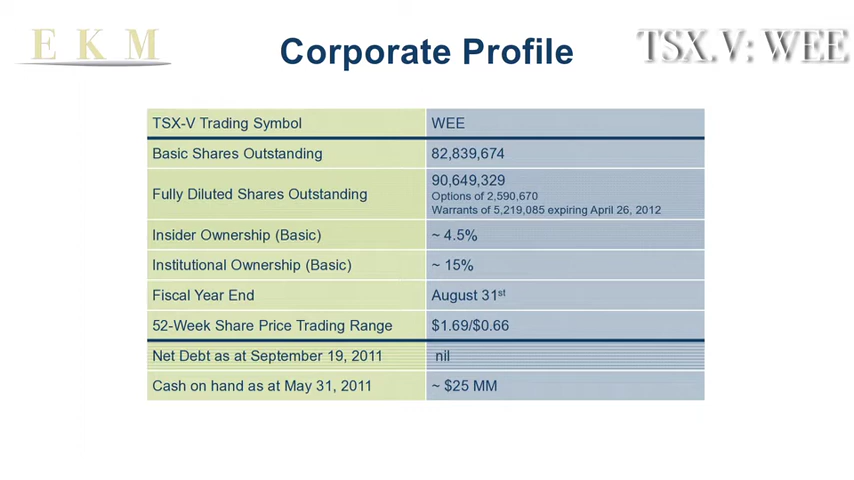 E K M
Corporate Profile
TSX.V: WEE
TSX-V Trading Symbol WEE
Basic Shares Outstanding 82,839,674
Fully Diluted Shares Outstanding 90,649,329
Options of 2,590,670
Warrants of 5,219,085 expiring April 26, 2012
Insider Ownership (Basic) ~ 4.5%
Institutional Ownership (Basic) ~ 15%
Fiscal Year End August 31st
52-Week Share Price Trading Range $1.69/$0.66
Net Debt as at September 19, 2011 nil
Cash on hand as at May 31, 2011 ~ $25 MM